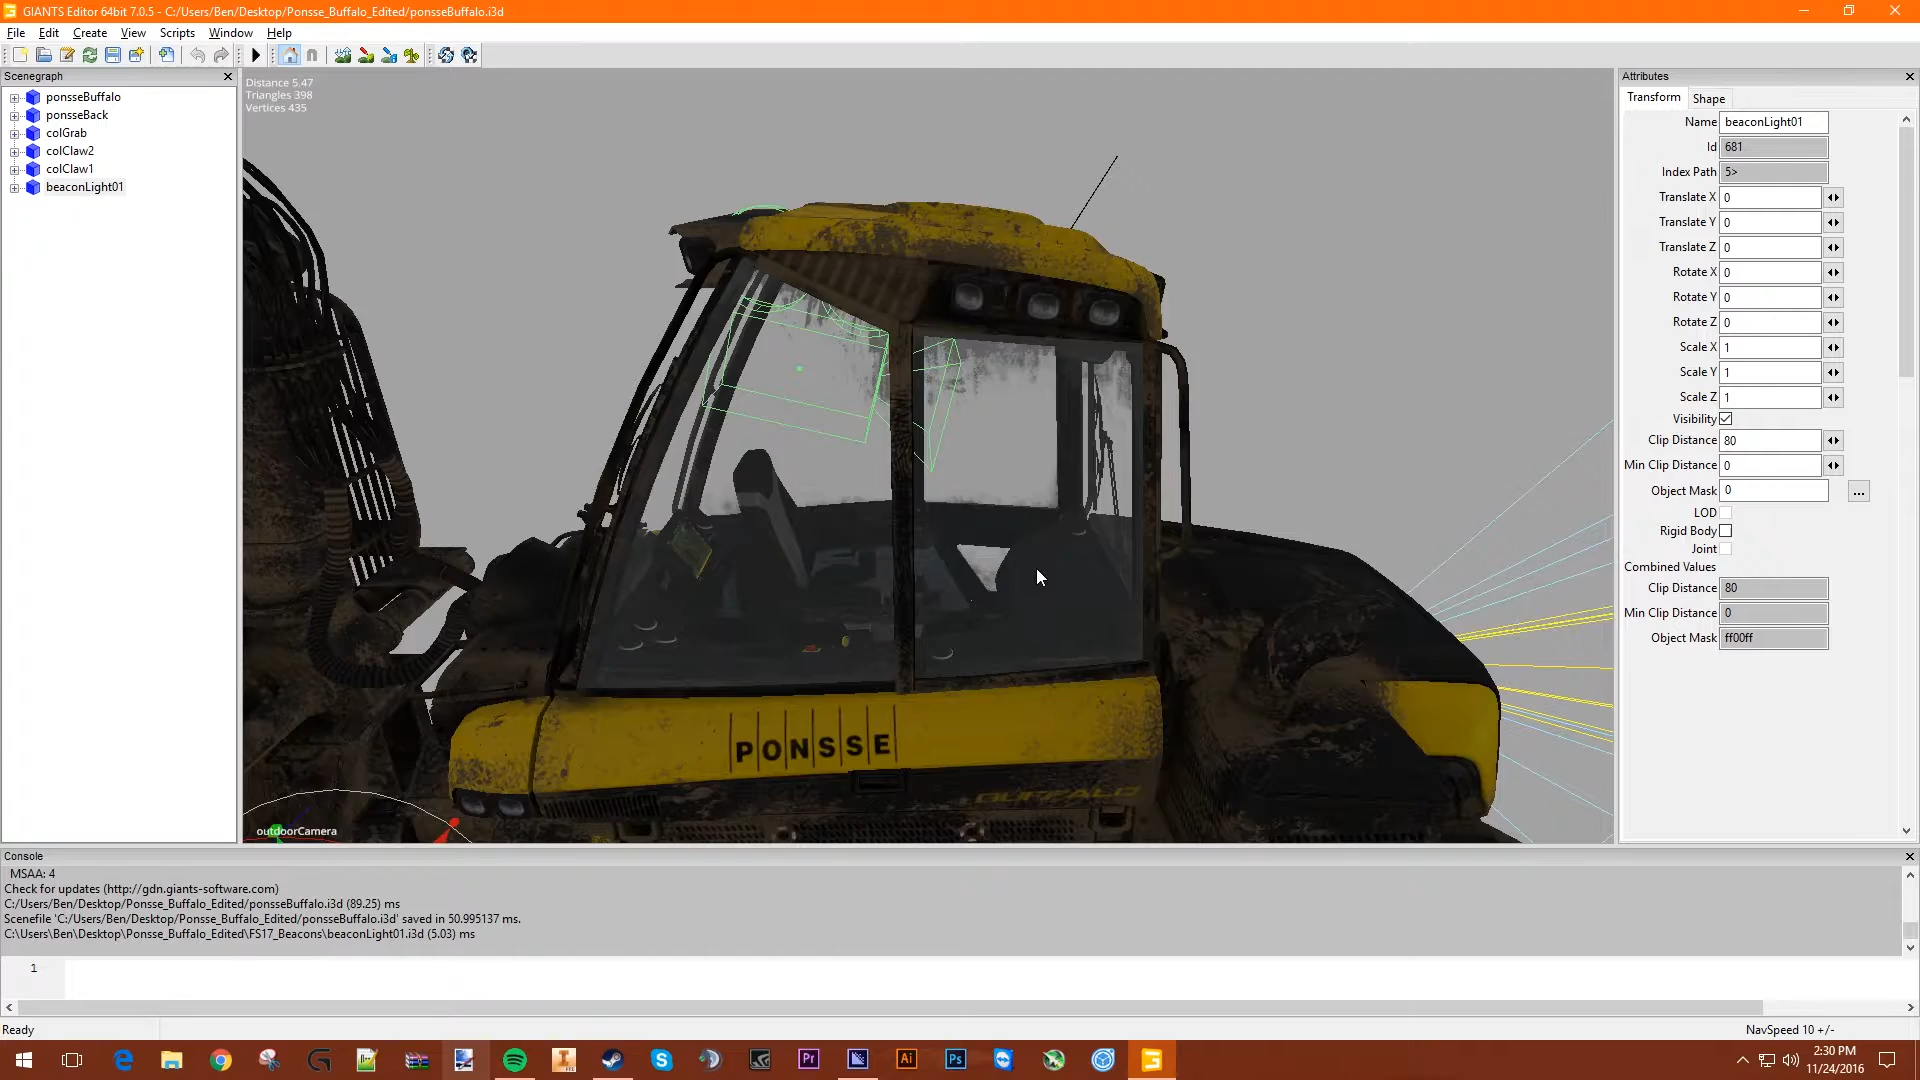 GIANTS Editor 64bit 7.0.5 - C:/Users/Ben/Desktop/Ponsse_Buffalo_Edited/ponsseBuffalo.i3d
File Edit Create View Scripts Window Help
Scenegraph
ponsseBuffalo
ponsseBack
colGrab
colClaw2
colClaw1
beaconLight01
Distance 5.47
Triangles 398
Vertices 435
PONSSE
BUFFALO
outdoorCamera
Attributes
Transform Shape
Name beaconLight01
Id 681
Index Path 5>
Translate X 0
Translate Y 0
Translate Z 0
Rotate X 0
Rotate Y 0
Rotate Z 0
Scale X 1
Scale Y 1
Scale Z 1
Visibility
Clip Distance 80
Min Clip Distance 0
Object Mask 0 ...
LOD
Rigid Body
Joint
Combined Values
Clip Distance 80
Min Clip Distance 0
Object Mask ff00ff
Console
MSAA: 4
Check for updates (http://gdn.giants-software.com)
C:/Users/Ben/Desktop/Ponsse_Buffalo_Edited/ponsseBuffalo.i3d (89.25) ms
Scenefile 'C:/Users/Ben/Desktop/Ponsse_Buffalo_Edited/ponsseBuffalo.i3d' saved in 50.995137 ms.
C:\Users\Ben\Desktop\Ponsse_Buffalo_Edited\FS17_Beacons\beaconLight01.i3d (5.03) ms
1
Ready
NavSpeed 10 +/-
Pr
Ai
Ps
2:30 PM
11/24/2016